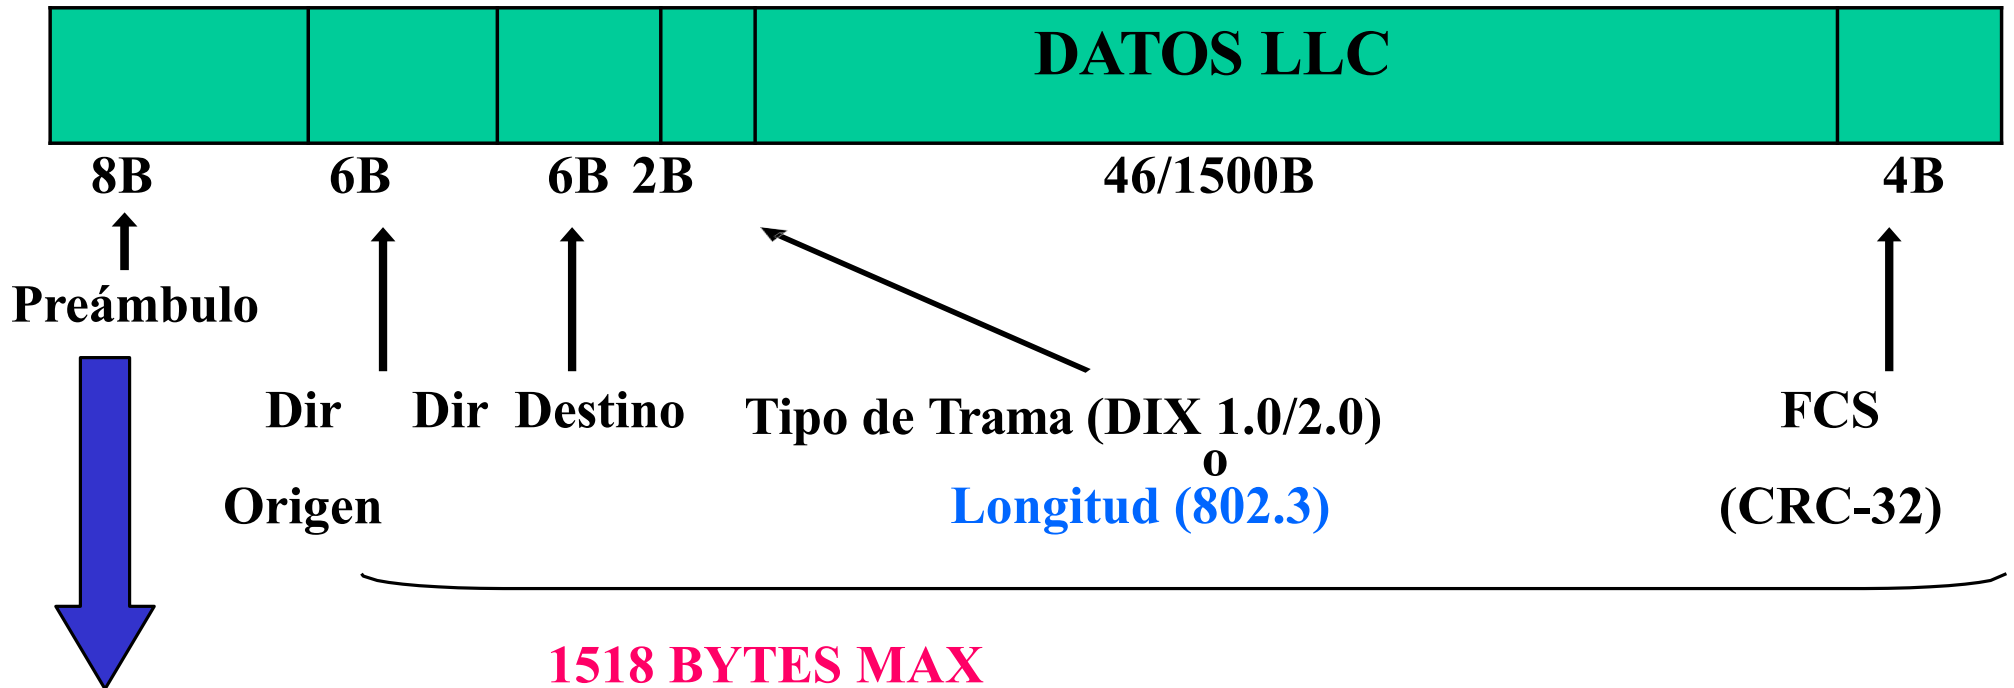 DATOS LLC
8B 6B 6B 2B 46/1500B 4B
Preámbulo
Dir Dir Destino Tipo de Trama (DIX 1.0/2.0) FCS
o
Origen Longitud (802.3) (CRC-32)
1518 BYTES MAX